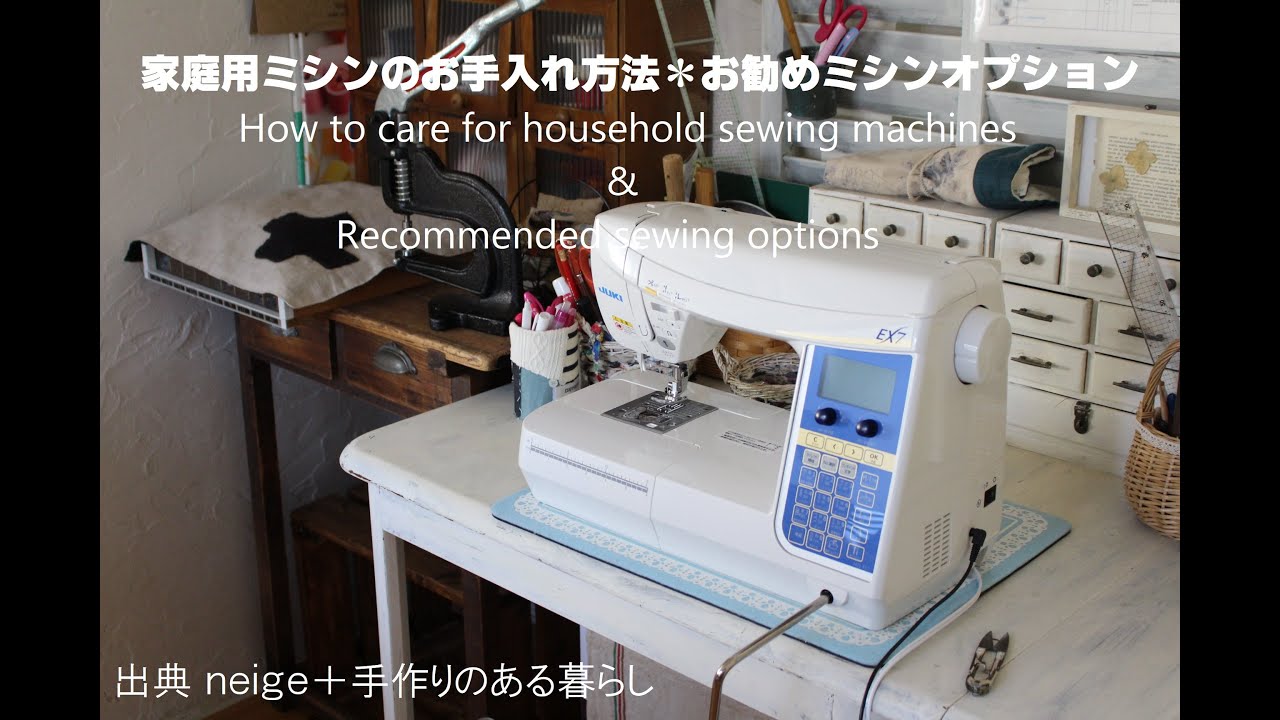 家庭用ミシンのお手入れ方法＊お勧めミシンオプション
How to care for household sewing machines
&
Recommended sewing options
JUKI
EX7
OK
出典 neige＋手作りのある暮らし